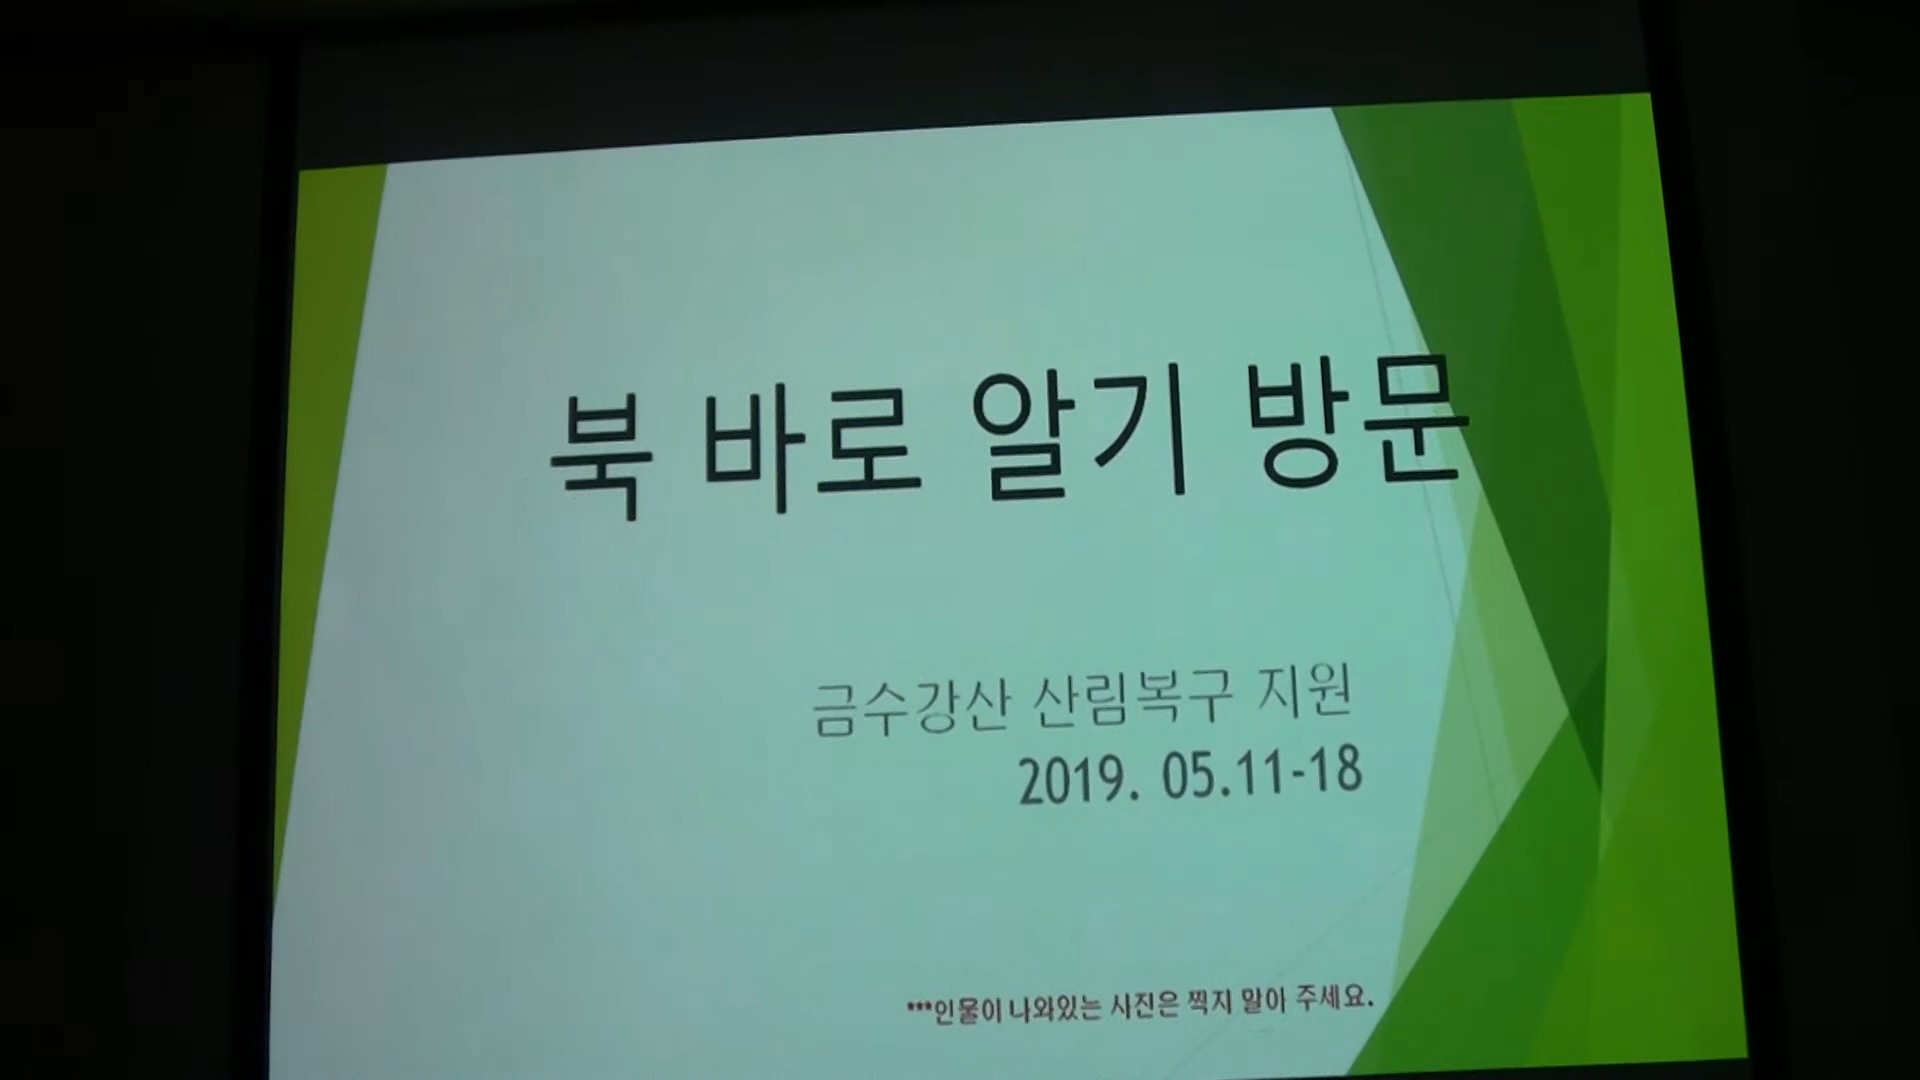 북 바로 알기 방문
금수강산 산림복구 지원
2019. 05.11-18
***인물이 나와있는 사진은 찍지 말아 주세요.